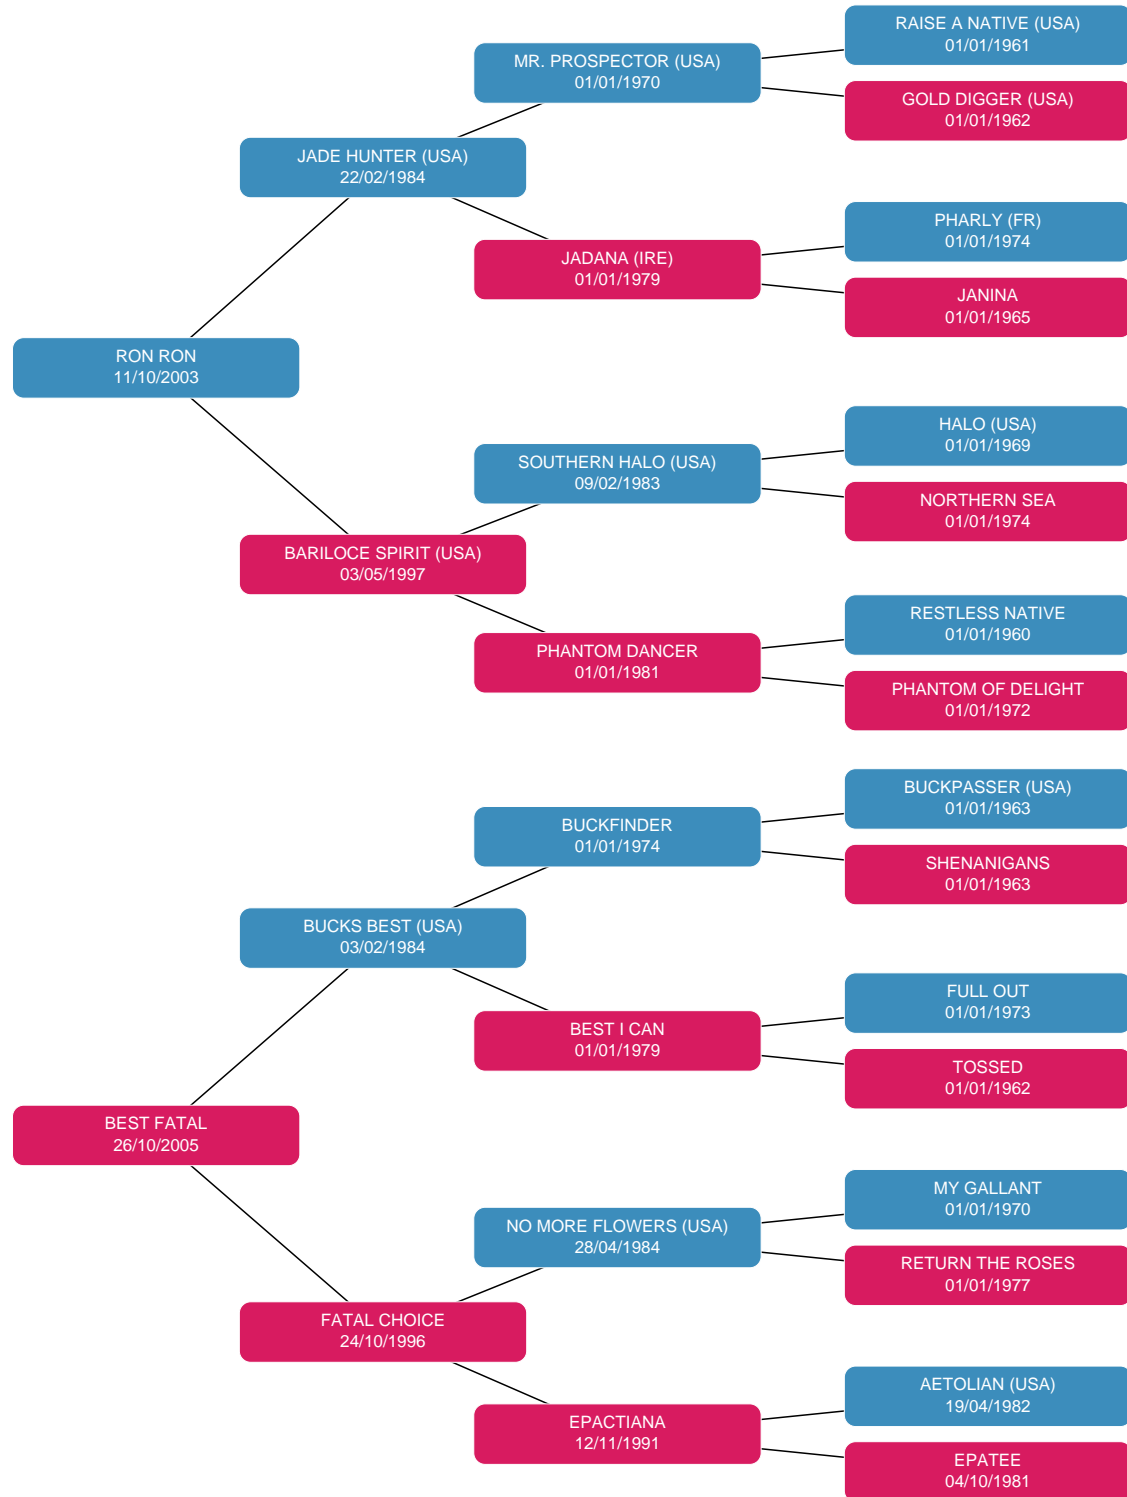 RAISE A NATIVE (USA)
01/01/1961
MR. PROSPECTOR (USA)
01/01/1970
GOLD DIGGER (USA)
01/01/1962
JADE HUNTER (USA)
22/02/1984
PHARLY (FR)
01/01/1974
JADANA (IRE)
01/01/1979
JANINA
01/01/1965
RON RON
11/10/2003
HALO (USA)
01/01/1969
SOUTHERN HALO (USA)
09/02/1983
NORTHERN SEA
01/01/1974
BARILOCE SPIRIT (USA)
03/05/1997
RESTLESS NATIVE
01/01/1960
PHANTOM DANCER
01/01/1981
PHANTOM OF DELIGHT
01/01/1972
BUCKPASSER (USA)
01/01/1963
BUCKFINDER
01/01/1974
SHENANIGANS
01/01/1963
BUCKS BEST (USA)
03/02/1984
FULL OUT
01/01/1973
BEST I CAN
01/01/1979
TOSSED
01/01/1962
BEST FATAL
26/10/2005
MY GALLANT
01/01/1970
NO MORE FLOWERS (USA)
28/04/1984
RETURN THE ROSES
01/01/1977
FATAL CHOICE
24/10/1996
AETOLIAN (USA)
19/04/1982
EPACTIANA
12/11/1991
EPATEE
04/10/1981